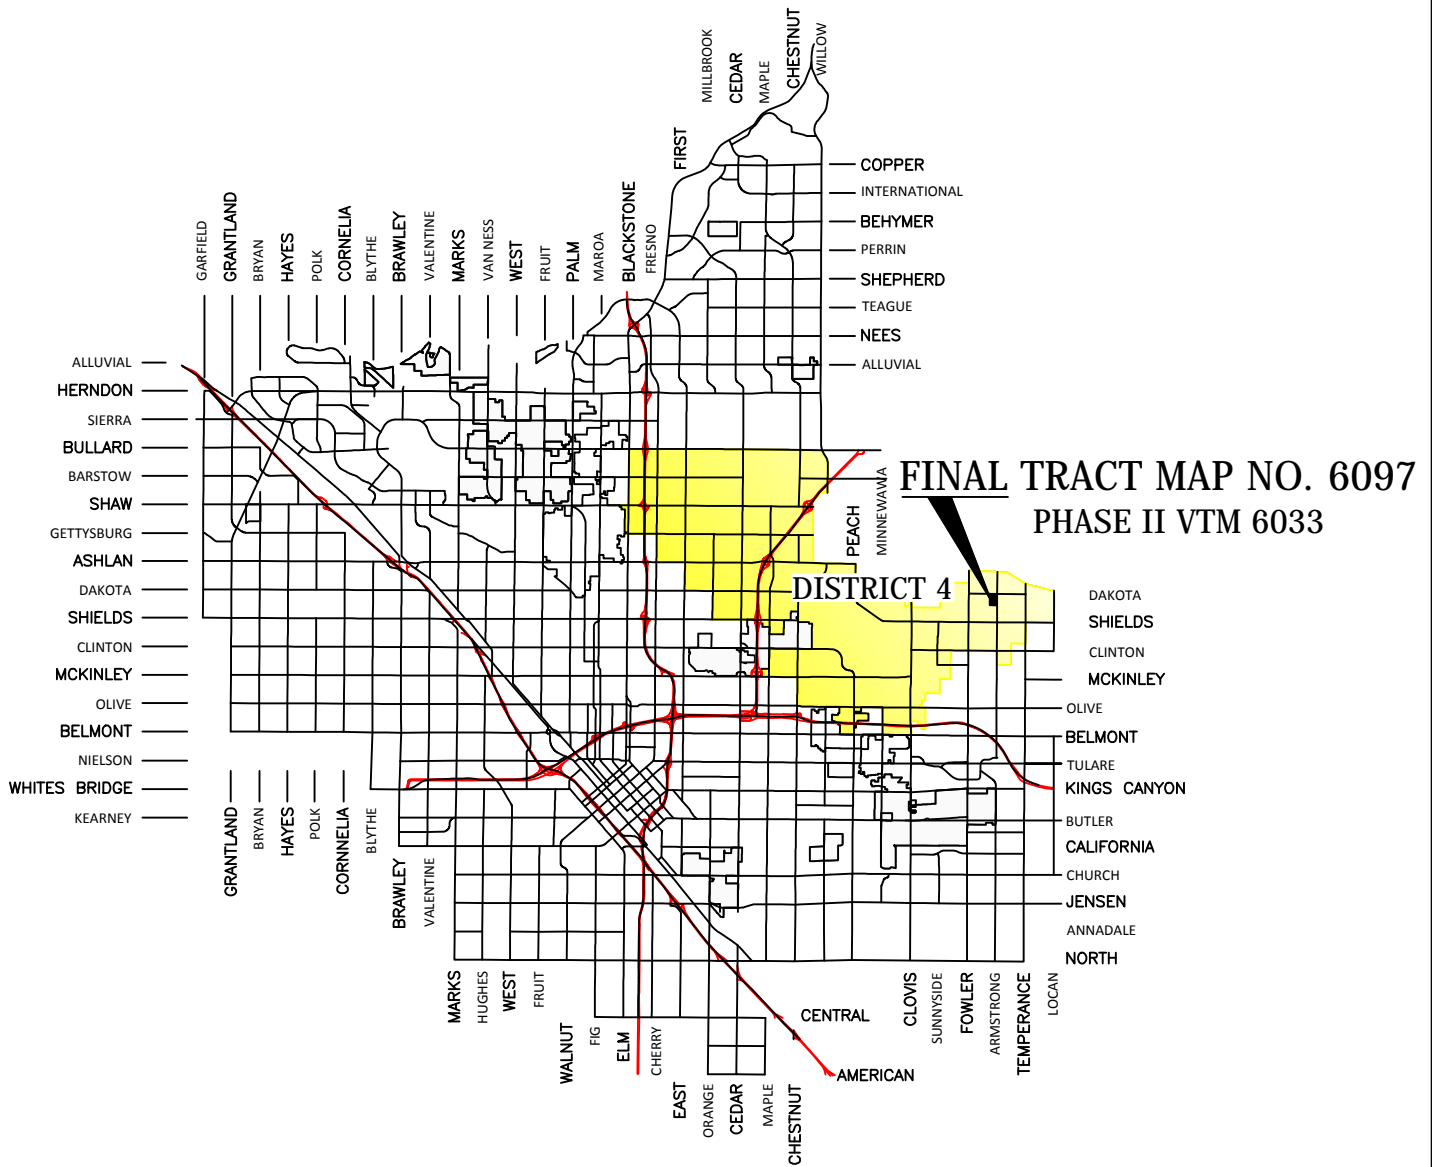 MILLBROOK
CEDAR
MAPLE
CHESTNUT
WILLOW
FIRST
COPPER
INTERNATIONAL
BEHYMER
PERRIN
SHEPHERD
TEAGUE
NEES
ALLUVIAL
GARFIELD
GRANTLAND
BRYAN
HAYES
POLK
CORNELIA
BLYTHE
BRAWLEY
VALENTINE
MARKS
VAN NESS
WEST
FRUIT
PALM
MAROA
BLACKSTONE
FRESNO
ALLUVIAL
HERNDON
SIERRA
BULLARD
BARSTOW
SHAW
GETTYSBURG
ASHLAN
DAKOTA
SHIELDS
CLINTON
MCKINLEY
OLIVE
BELMONT
NIELSON
WHITES BRIDGE
KEARNEY
PEACH
MINEWAWA
FINAL TRACT MAP NO. 6097
PHASE II VTM 6033
DISTRICT 4
DAKOTA
SHIELDS
CLINTON
MCKINLEY
OLIVE
BELMONT
TULARE
KINGS CANYON
BUTLER
CALIFORNIA
CHURCH
JENSEN
ANNADALE
NORTH
GRANTLAND
BRYAN
HAYES
POLK
CORNNELIA
BLYTHE
BRAWLEY
VALENTINE
MARKS
HUGHES
WEST
FRUIT
WALNUT
FIG
ELM
CHERRY
EAST
ORANGE
CEDAR
MAPLE
CHESTNUT
CENTRAL
AMERICAN
CLOVIS
SUNNYSIDE
FOWLER
ARMSTRONG
TEMPERANCE
LOCAN